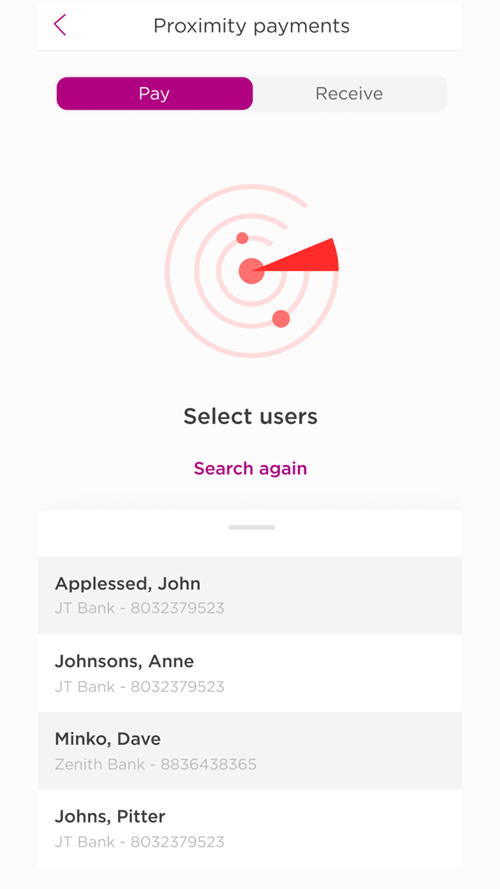 Proximity payments
Pay
Receive
Select users
Search again
Applessed, John
JT Bank - 8032379523
Johnsons, Anne
JT Bank - 8032379523
Minko, Dave
Zenith Bank - 8836438365
Johns, Pitter
JT Bank - 8032379523